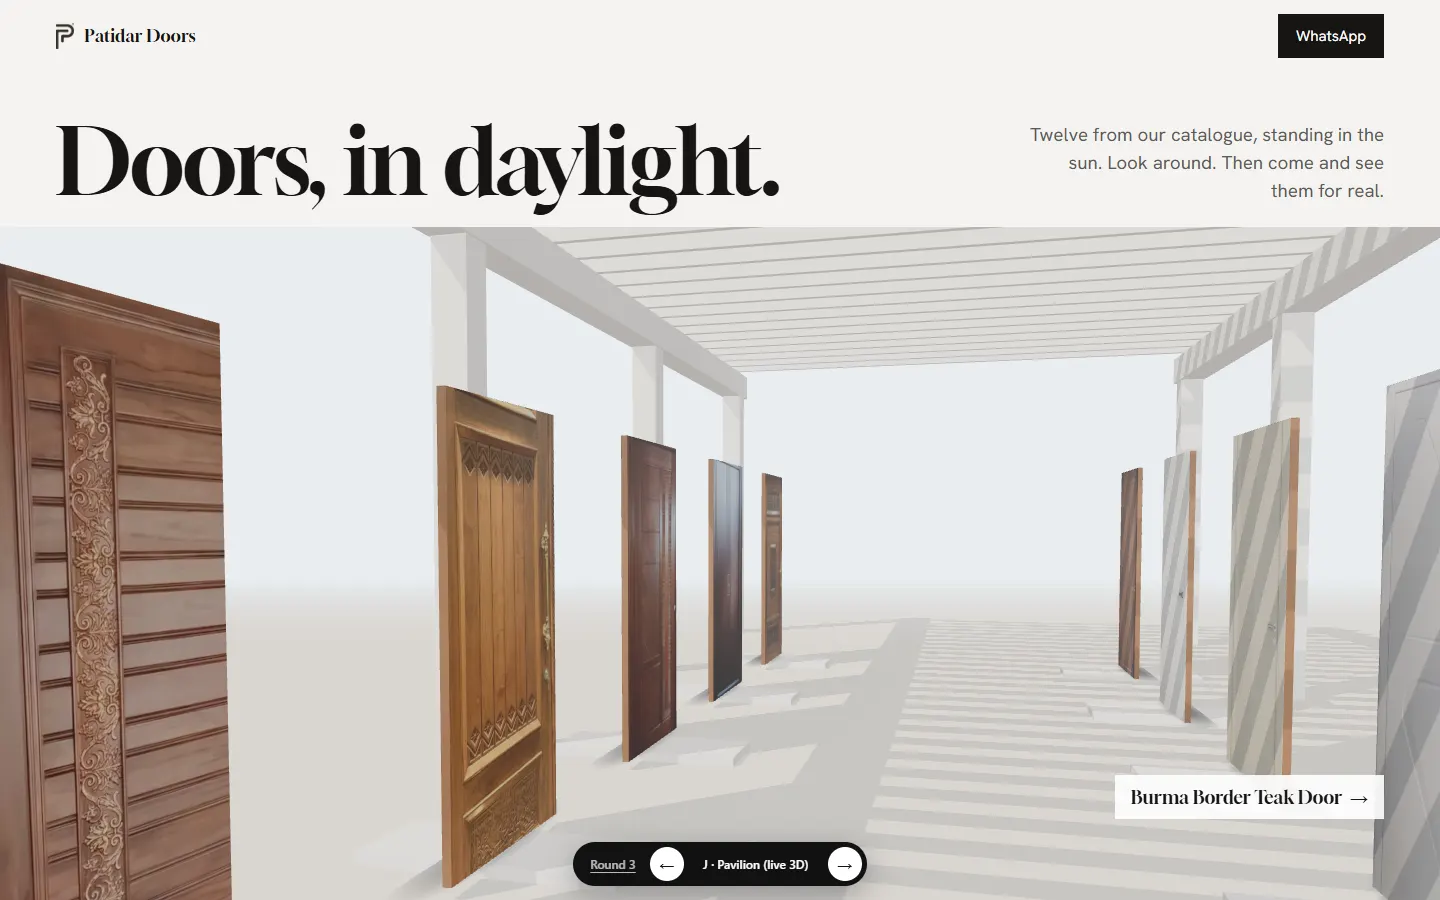 Patidar Doors
WhatsApp
Doors, in daylight.
Twelve from our catalogue, standing in the
sun. Look around. Then come and see
them for real.
Burma Border Teak Door →
Round 3 ← J · Pavilion (live 3D) →